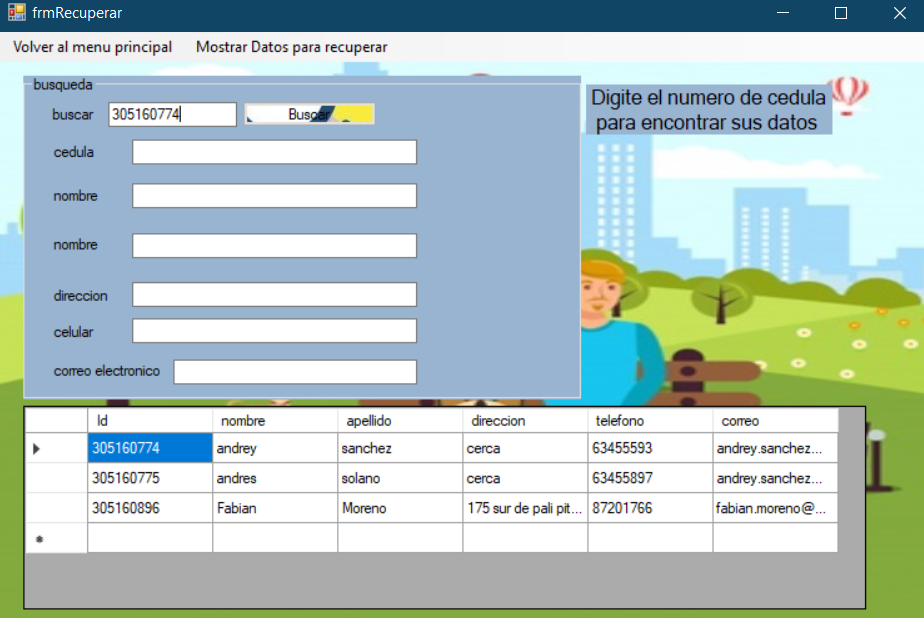 frmRecuperar
Volver al menu principal Mostrar Datos para recuperar
busqueda
buscar 305160774 Buscar
Digite el numero de cedula
para encontrar sus datos
cedula
nombre
nombre
direccion
celular
correo electronico
Id nombre apellido direccion telefono correo
305160774 andrey sanchez cerca 63455593 andrey.sanchez...
305160775 andres solano cerca 63455897 andrey.sanchez...
305160896 Fabian Moreno 175 sur de pali pit... 87201766 fabian.moreno@...